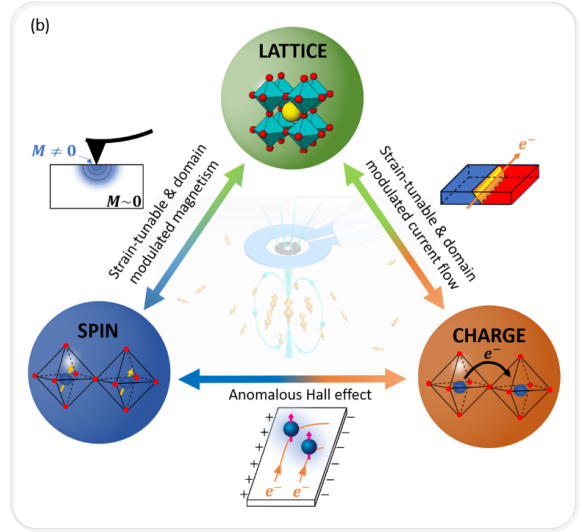 (b)
LATTICE
M ≠ 0
M~0
Strain-tunable & domain
modulated magnetism
Strain-tunable & domain
modulated current flow
e⁻
SPIN
CHARGE
e⁻
Anomalous Hall effect
+ + + + + +
− − − − − −
e⁻ e⁻